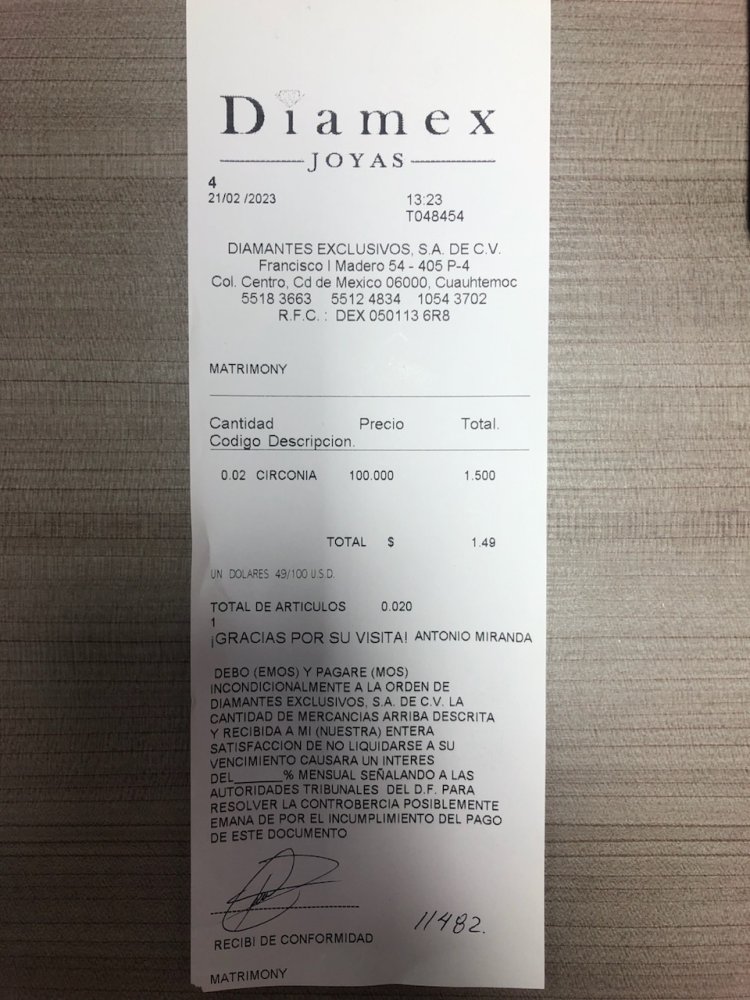 Diamex
JOYAS
4
21/02 /2023 13:23
T048454
DIAMANTES EXCLUSIVOS, S.A. DE C.V.
Francisco I Madero 54 - 405 P-4
Col. Centro, Cd de Mexico 06000, Cuauhtemoc
5518 3663 5512 4834 1054 3702
R.F.C. : DEX 050113 6R8
MATRIMONY
Cantidad Precio Total.
Codigo Descripcion.
0.02 CIRCONIA 100.000 1.500
TOTAL $ 1.49
UN DOLARES 49/100 U.S.D.
TOTAL DE ARTICULOS 0.020
1
¡GRACIAS POR SU VISITA! ANTONIO MIRANDA
DEBO (EMOS) Y PAGARE (MOS)
INCONDICIONALMENTE A LA ORDEN DE
DIAMANTES EXCLUSIVOS, S.A. DE C.V. LA
CANTIDAD DE MERCANCIAS ARRIBA DESCRITA
Y RECIBIDA A MI (NUESTRA) ENTERA
SATISFACCION DE NO LIQUIDARSE A SU
VENCIMIENTO CAUSARA UN INTERES
DEL______% MENSUAL SEÑALANDO A LAS
AUTORIDADES TRIBUNALES DEL D.F. PARA
RESOLVER LA CONTROBERCIA POSIBLEMENTE
EMANA DE POR EL INCUMPLIMIENTO DEL PAGO
DE ESTE DOCUMENTO
11482.
RECIBI DE CONFORMIDAD
MATRIMONY